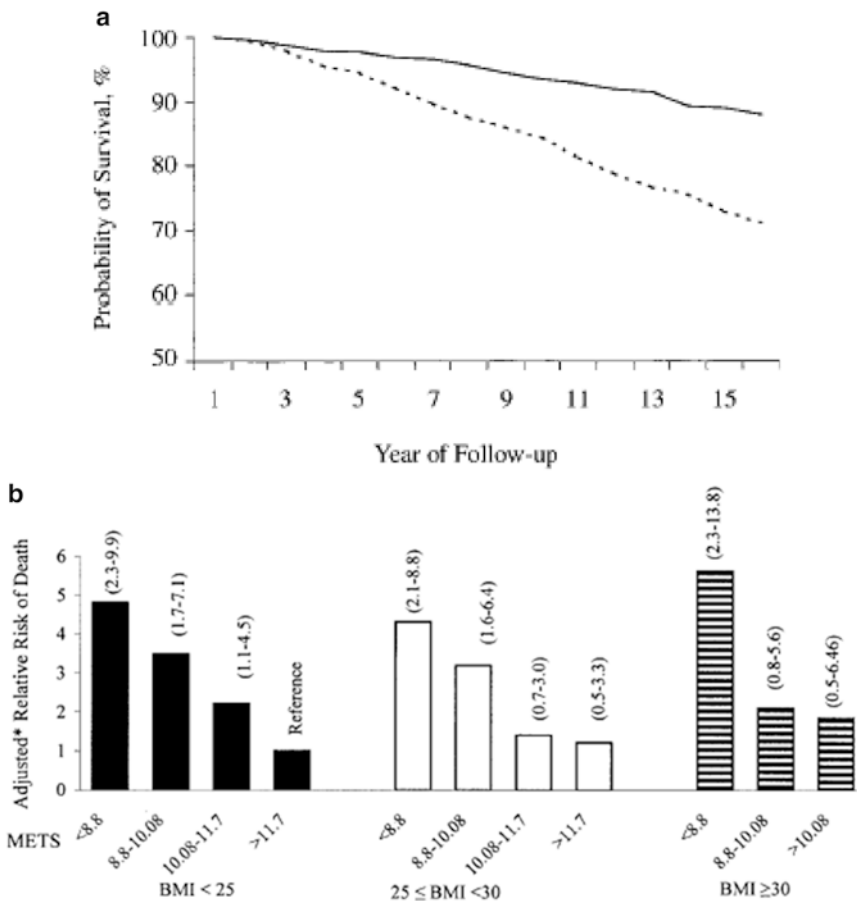 a
100
90
80
70
60
50
Probability of Survival, %
1 3 5 7 9 11 13 15
Year of Follow-up
b
Adjusted* Relative Risk of Death
6
5
4
3
2
1
0
(2.3-9.9)
(1.7-7.1)
(1.1-4.5)
Reference
(2.1-8.8)
(1.6-6.4)
(0.7-3.0)
(0.5-3.3)
(2.3-13.8)
(0.8-5.6)
(0.5-6.46)
METS <8.8 8.8-10.08 10.08-11.7 >11.7 <8.8 8.8-10.08 10.08-11.7 >11.7 <8.8 8.8-10.08 >10.08
BMI < 25 25 ≤ BMI <30 BMI ≥30